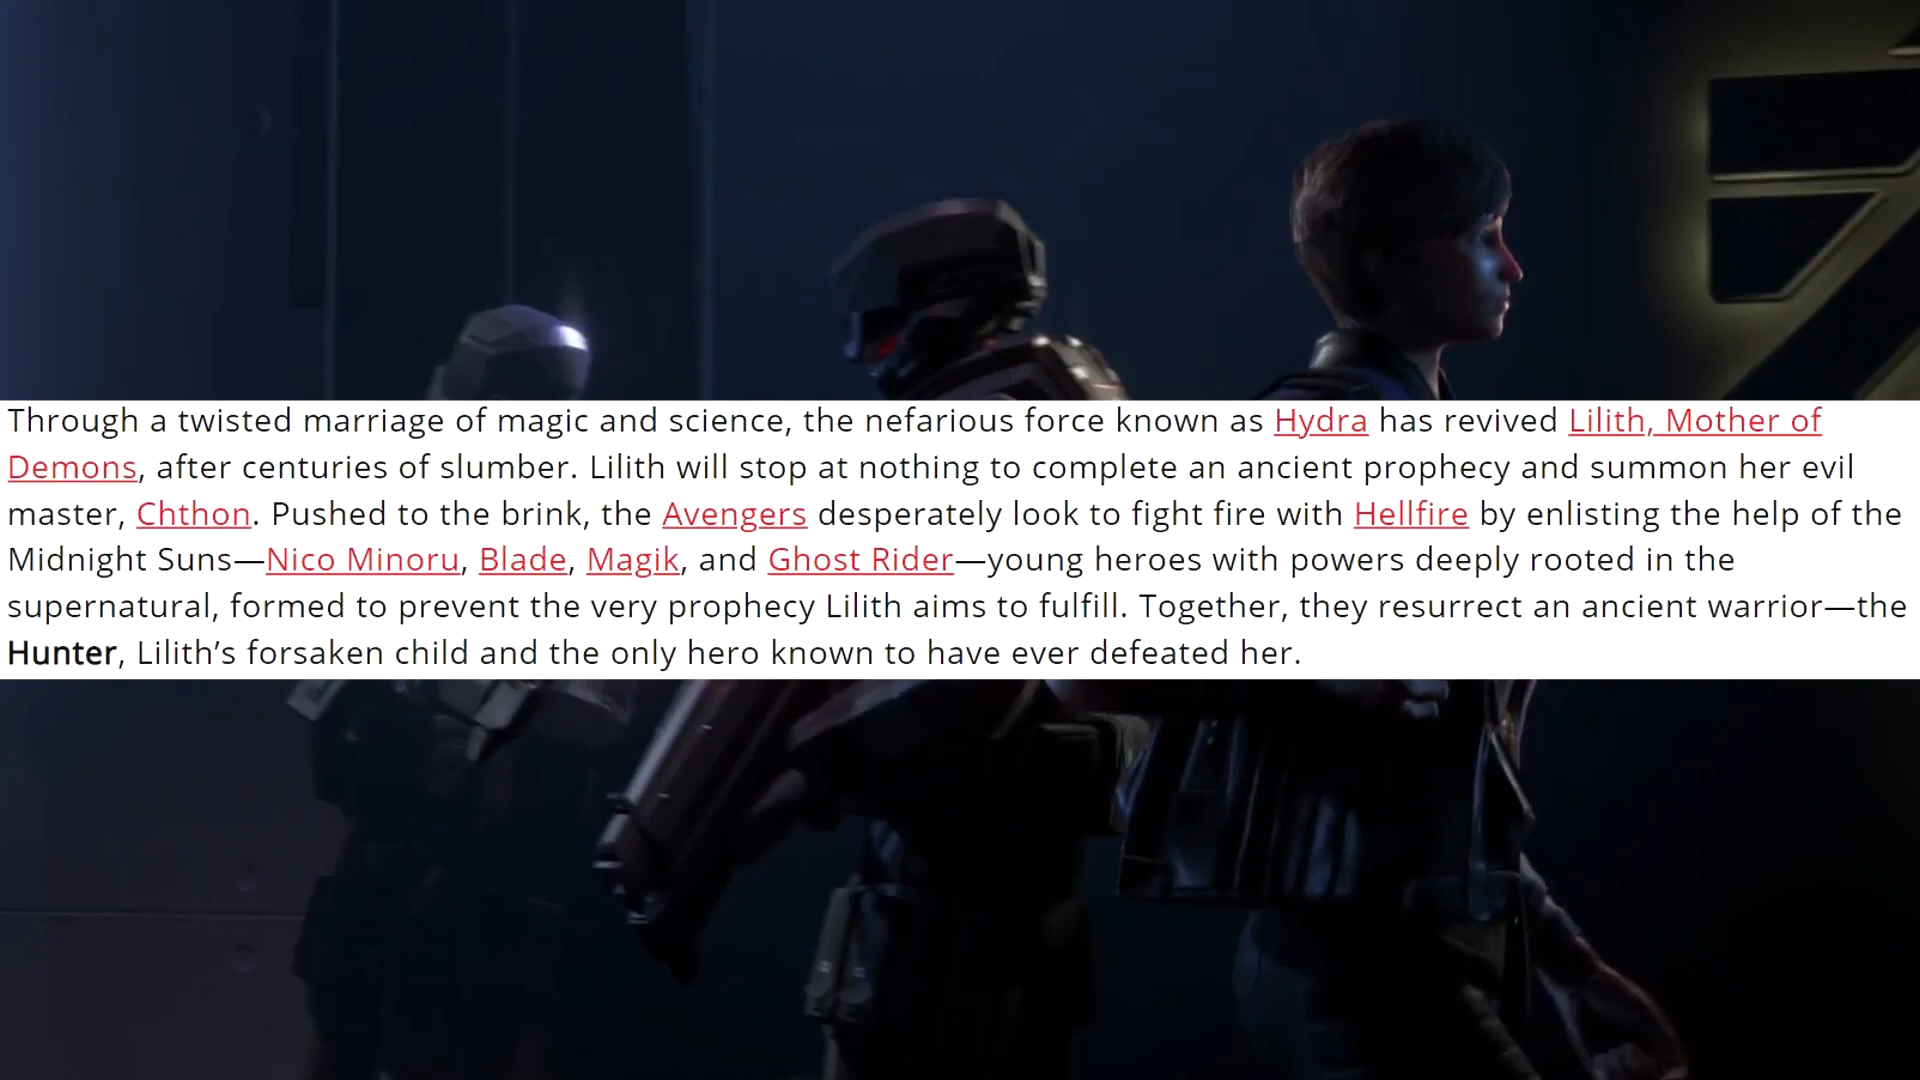 Through a twisted marriage of magic and science, the nefarious force known as Hydra has revived Lilith, Mother of
Demons, after centuries of slumber. Lilith will stop at nothing to complete an ancient prophecy and summon her evil
master, Chthon. Pushed to the brink, the Avengers desperately look to fight fire with Hellfire by enlisting the help of the
Midnight Suns—Nico Minoru, Blade, Magik, and Ghost Rider—young heroes with powers deeply rooted in the
supernatural, formed to prevent the very prophecy Lilith aims to fulfill. Together, they resurrect an ancient warrior—the
Hunter, Lilith’s forsaken child and the only hero known to have ever defeated her.